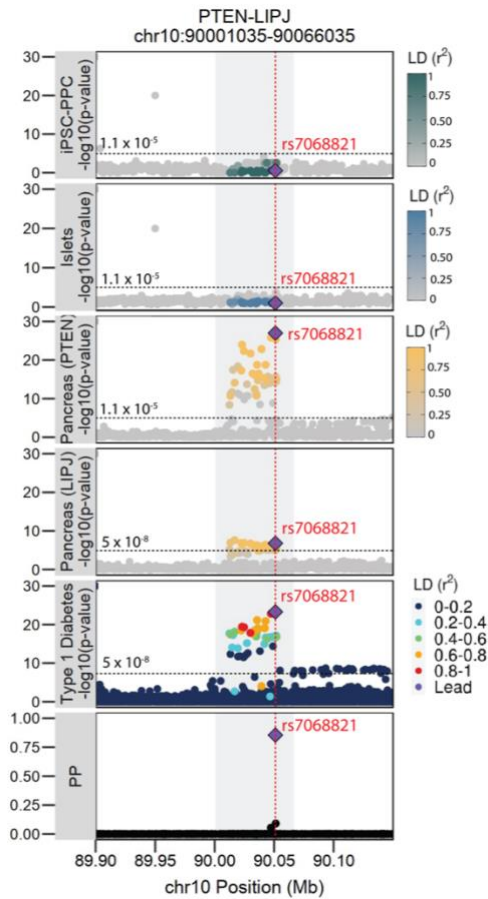 PTEN-LIPJ
chr10:90001035-90066035
iPSC-PPC
-log10(p-value)
30
20
10
0
1.1 x 10-5
rs7068821
LD (r²)
1
0.75
0.50
0.25
0
Islets
-log10(p-value)
30
20
10
0
1.1 x 10-5
rs7068821
LD (r²)
1
0.75
0.50
0.25
0
Pancreas (PTEN)
-log10(p-value)
30
20
10
0
1.1 x 10-5
rs7068821
LD (r²)
1
0.75
0.50
0.25
0
Pancreas (LIPJ)
-log10(p-value)
30
20
10
0
5 x 10-8
rs7068821
Type 1 Diabetes
-log10(p-value)
30
20
10
0
5 x 10-8
rs7068821
LD (r²)
0-0.2
0.2-0.4
0.4-0.6
0.6-0.8
0.8-1
Lead
PP
1.00
0.75
0.50
0.25
0.00
rs7068821
89.90 89.95 90.00 90.05 90.10
chr10 Position (Mb)